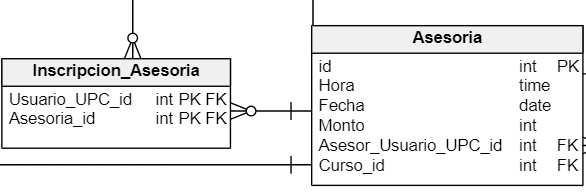 Inscripcion_Asesoria
Usuario_UPC_id int PK FK
Asesoria_id int PK FK
Asesoria
id int PK
Hora time
Fecha date
Monto int
Asesor_Usuario_UPC_id int FK
Curso_id int FK